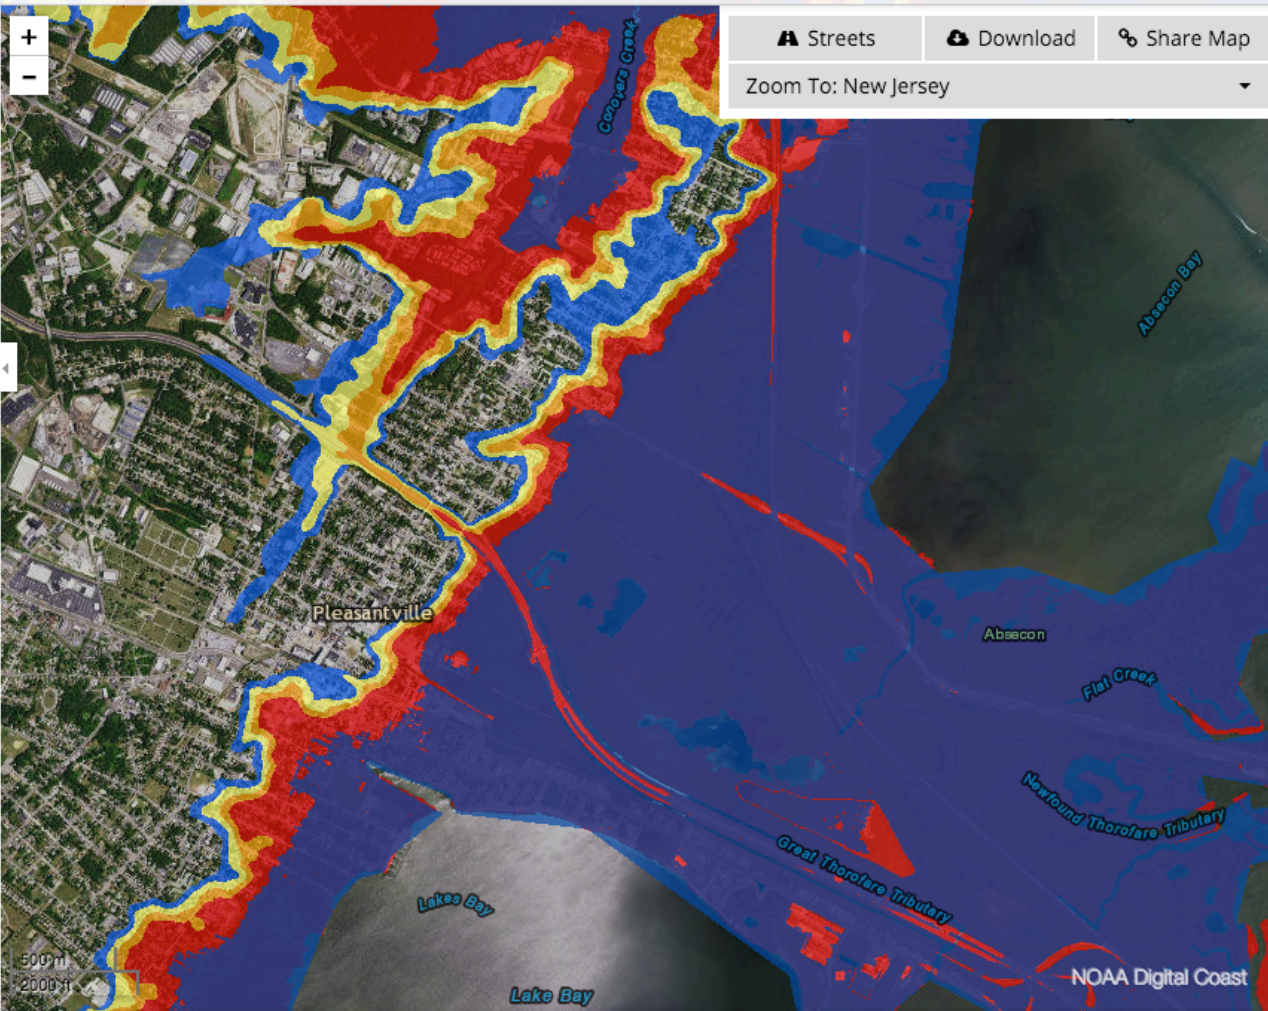 +
Conovers Creek
Streets
Download
Share Map
−
Zoom To: New Jersey
Absecon Bay
Pleasantville
Absecon
Flat Creek
Newfound Thorofare Tributary
Great Thorofare Tributary
Lakes Bay
500 m
2000 ft
NOAA Digital Coast
Lake Bay